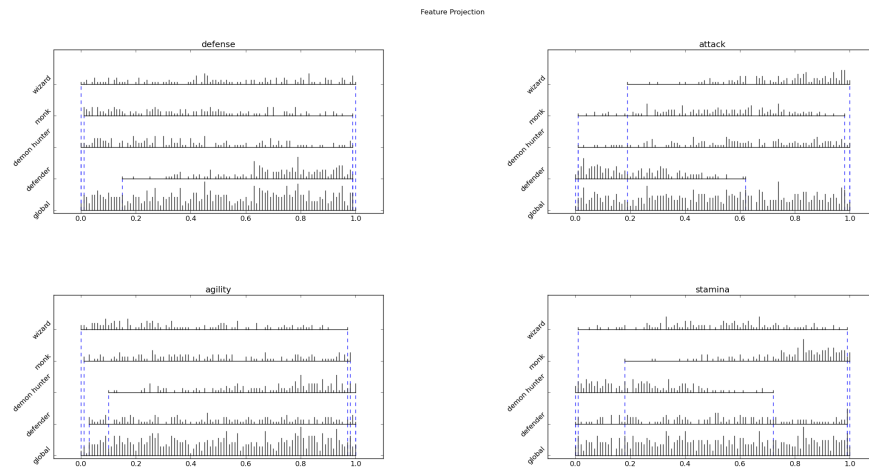 Feature Projection
defense
wizard
monk
demon hunter
defender
global
0.0 0.2 0.4 0.6 0.8 1.0
attack
wizard
monk
demon hunter
defender
global
0.0 0.2 0.4 0.6 0.8 1.0
agility
wizard
monk
demon hunter
defender
global
0.0 0.2 0.4 0.6 0.8 1.0
stamina
wizard
monk
demon hunter
defender
global
0.0 0.2 0.4 0.6 0.8 1.0